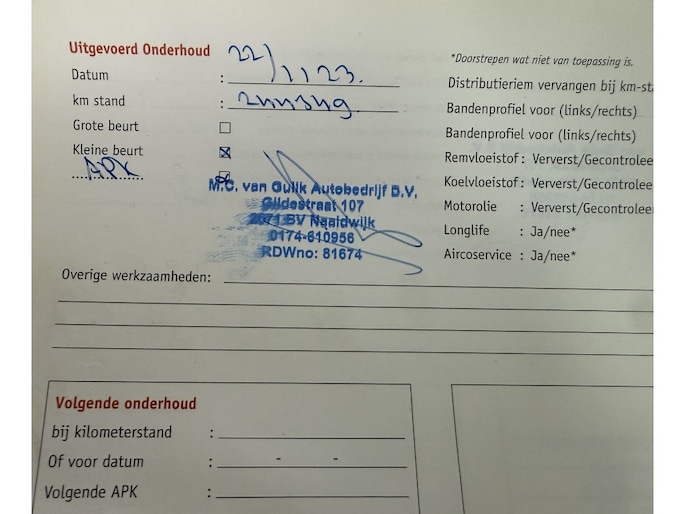 Uitgevoerd Onderhoud
Datum : 22/11 23.
km stand :
Grote beurt
Kleine beurt
APK
M.C. van Gulik Autobedrijf B.V.
Gildestraat 107
2671 BV Naaldwijk
0174-610956
RDWno: 81674
Overige werkzaamheden:
*Doorstrepen wat niet van toepassing is.
Distributieriem vervangen bij km-sta
Bandenprofiel voor (links/rechts)
Bandenprofiel voor (links/rechts)
Remvloeistof : Ververst/Gecontrolee
Koelvloeistof : Ververst/Gecontrolee
Motorolie : Ververst/Gecontrolee
Longlife : Ja/nee*
Aircoservice : Ja/nee*
Volgende onderhoud
bij kilometerstand :
Of voor datum : - -
Volgende APK :